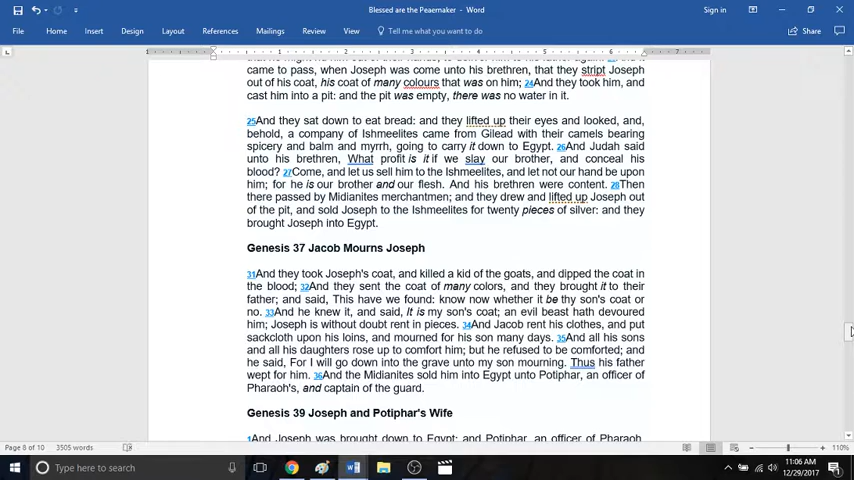 Blessed are the Peaermaker - Word
Sign in
File Home Insert Design Layout References Mailings Review View Tell me what you want to do Share
came to pass, when Joseph was come unto his brethren, that they stript Joseph
out of his coat, his coat of many colours that was on him; 24And they took him, and
cast him into a pit: and the pit was empty, there was no water in it.
25And they sat down to eat bread: and they lifted up their eyes and looked, and,
behold, a company of Ishmeelites came from Gilead with their camels bearing
spicery and balm and myrrh, going to carry it down to Egypt. 26And Judah said
unto his brethren, What profit is it if we slay our brother, and conceal his
blood? 27Come, and let us sell him to the Ishmeelites, and let not our hand be upon
him; for he is our brother and our flesh. And his brethren were content. 28Then
there passed by Midianites merchantmen; and they drew and lifted up Joseph out
of the pit, and sold Joseph to the Ishmeelites for twenty pieces of silver: and they
brought Joseph into Egypt.
Genesis 37 Jacob Mourns Joseph
31And they took Joseph's coat, and killed a kid of the goats, and dipped the coat in
the blood; 32And they sent the coat of many colors, and they brought it to their
father; and said, This have we found: know now whether it be thy son's coat or
no. 33And he knew it, and said, It is my son's coat; an evil beast hath devoured
him; Joseph is without doubt rent in pieces. 34And Jacob rent his clothes, and put
sackcloth upon his loins, and mourned for his son many days. 35And all his sons
and all his daughters rose up to comfort him; but he refused to be comforted; and
he said, For I will go down into the grave unto my son mourning. Thus his father
wept for him. 36And the Midianites sold him into Egypt unto Potiphar, an officer of
Pharaoh's, and captain of the guard.
Genesis 39 Joseph and Potiphar's Wife
1And Joseph was brought down to Egypt; and Potiphar, an officer of Pharaoh,
Page 8 of 10 3505 words 110%
Type here to search
11:06 AM
12/29/2017